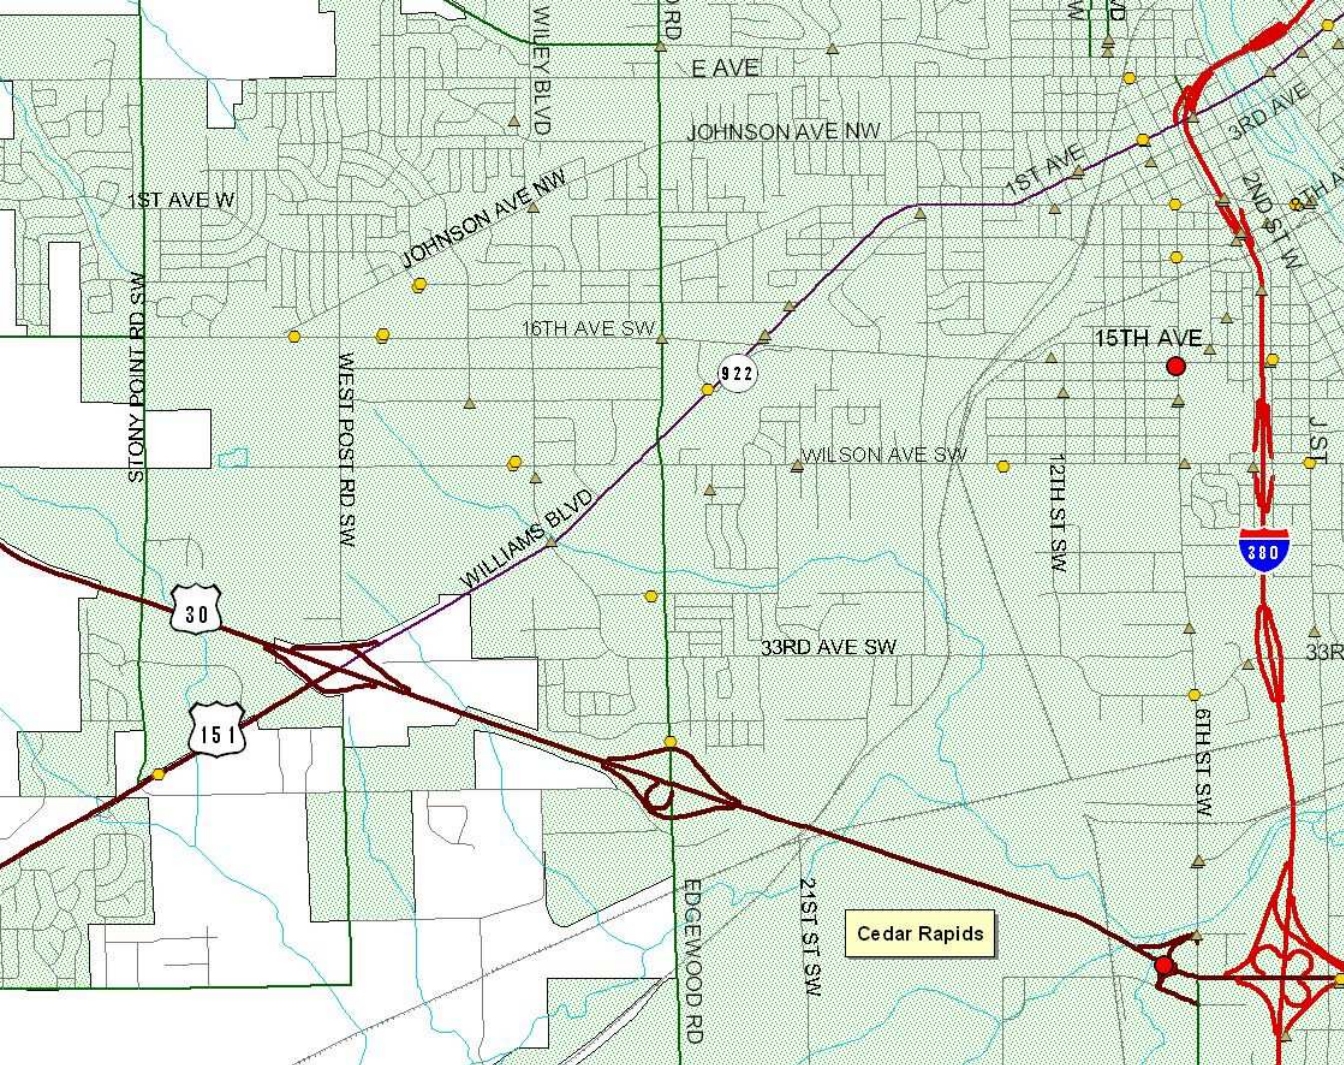 WILEY BLVD
D RD
W
VD
E AVE
JOHNSON AVE NW
3RD AVE
1ST AVE
1ST AVE W
JOHNSON AVE NW
2ND ST W
8TH A
STONY POINT RD SW
16TH AVE SW
15TH AVE
WEST POST RD SW
922
J ST
WILSON AVE SW
12TH ST SW
WILLIAMS BLVD
380
30
33RD AVE SW
33R
151
6TH ST SW
EDGEWOOD RD
21ST ST SW
Cedar Rapids